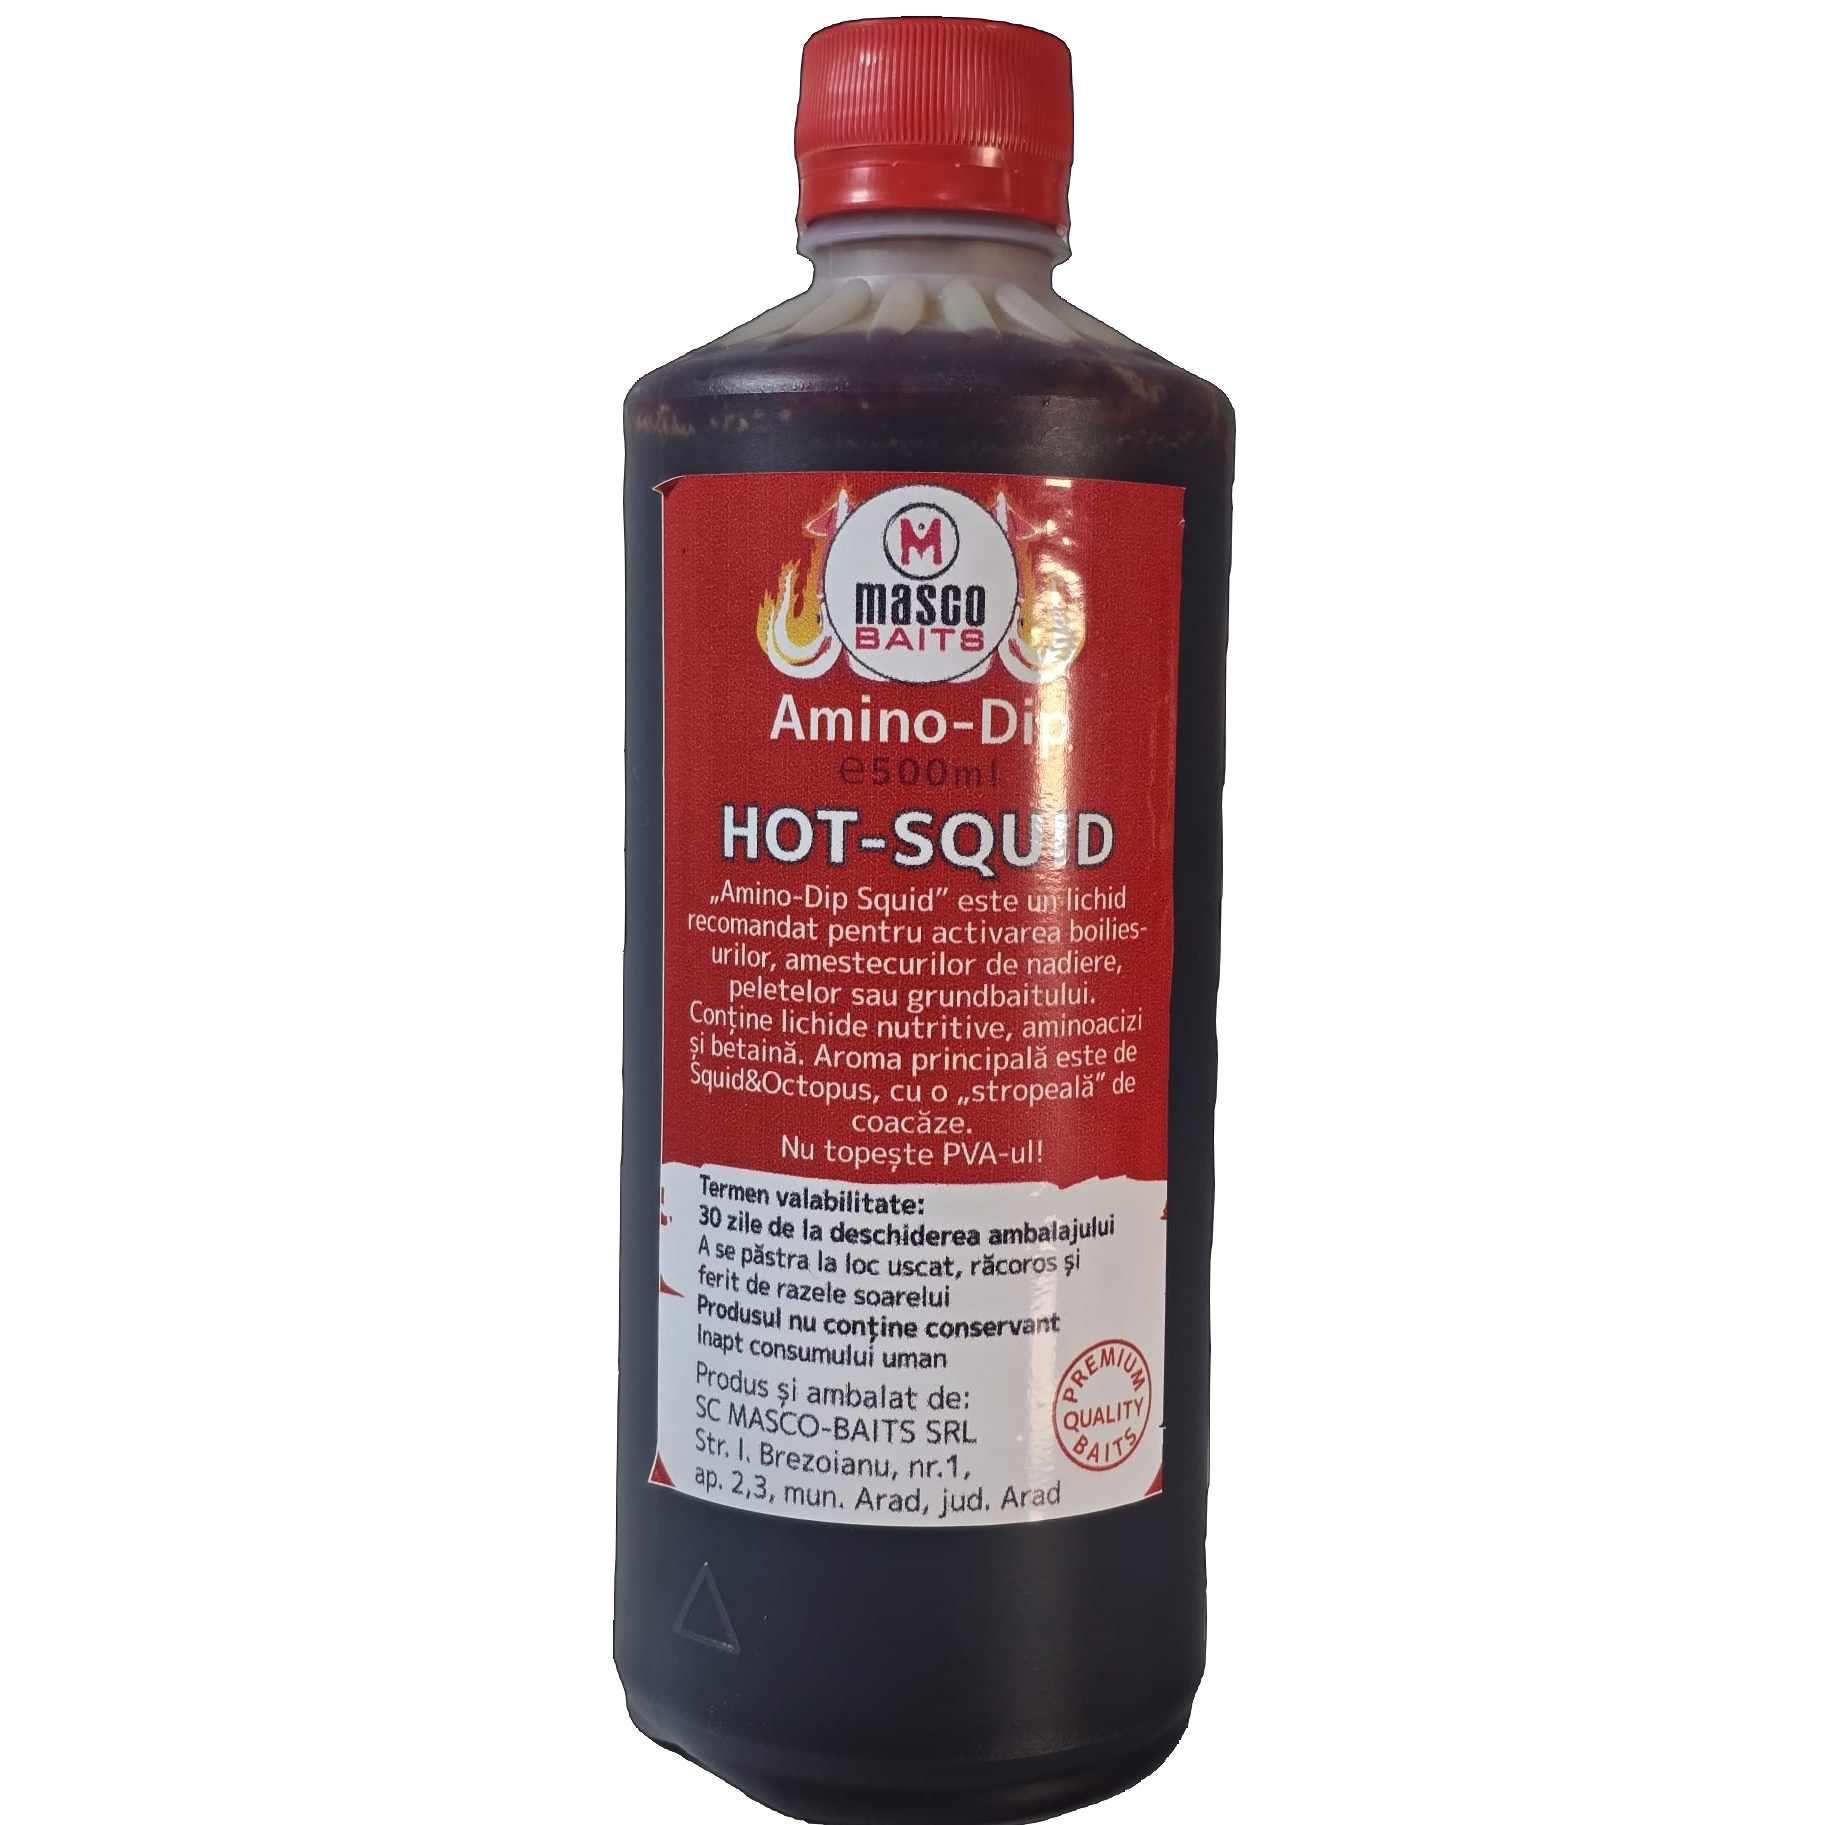 M
masco
BAITS
Amino-Dip
e500ml
HOT-SQUID
„Amino-Dip Squid” este un lichid
recomandat pentru activarea boilies-
urilor, amestecurilor de nadiere,
peletelor sau grundbaitului.
Conține lichide nutritive, aminoacizi
și betaină. Aroma principală este de
Squid&Octopus, cu o „stropeală” de
coacăze.
Nu topește PVA-ul!
Termen valabilitate:
30 zile de la deschiderea ambalajului
A se păstra la loc uscat, răcoros și
ferit de razele soarelui
Produsul nu conține conservant
Inapt consumului uman
Produs și ambalat de:
SC MASCO-BAITS SRL
Str. I. Brezoianu, nr.1,
ap. 2,3, mun. Arad, jud. Arad
PREMIUM
QUALITY
BAITS